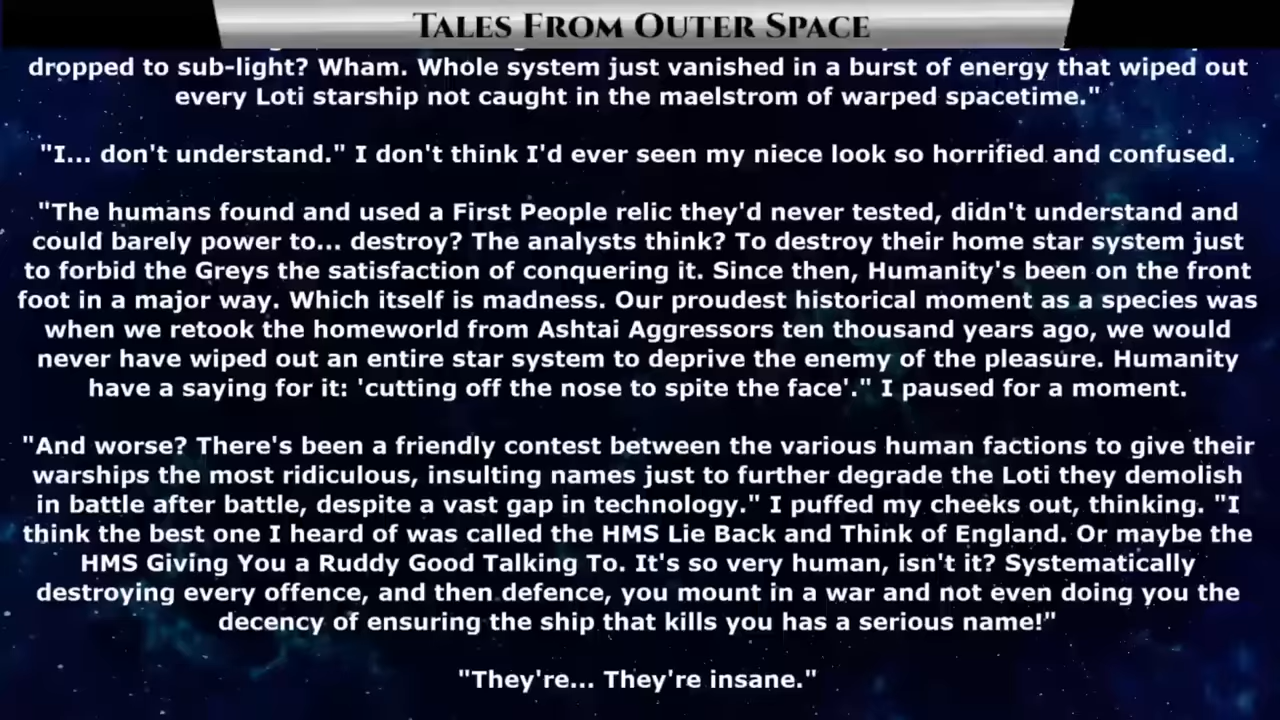 Tales From Outer Space
dropped to sub-light? Wham. Whole system just vanished in a burst of energy that wiped out
every Loti starship not caught in the maelstrom of warped spacetime."
"I... don't understand." I don't think I'd ever seen my niece look so horrified and confused.
"The humans found and used a First People relic they'd never tested, didn't understand and
could barely power to... destroy? The analysts think? To destroy their home star system just
to forbid the Greys the satisfaction of conquering it. Since then, Humanity's been on the front
foot in a major way. Which itself is madness. Our proudest historical moment as a species was
when we retook the homeworld from Ashtai Aggressors ten thousand years ago, we would
never have wiped out an entire star system to deprive the enemy of the pleasure. Humanity
have a saying for it: 'cutting off the nose to spite the face'." I paused for a moment.
"And worse? There's been a friendly contest between the various human factions to give their
warships the most ridiculous, insulting names just to further degrade the Loti they demolish
in battle after battle, despite a vast gap in technology." I puffed my cheeks out, thinking. "I
think the best one I heard of was called the HMS Lie Back and Think of England. Or maybe the
HMS Giving You a Ruddy Good Talking To. It's so very human, isn't it? Systematically
destroying every offence, and then defence, you mount in a war and not even doing you the
decency of ensuring the ship that kills you has a serious name!"
"They're... They're insane."